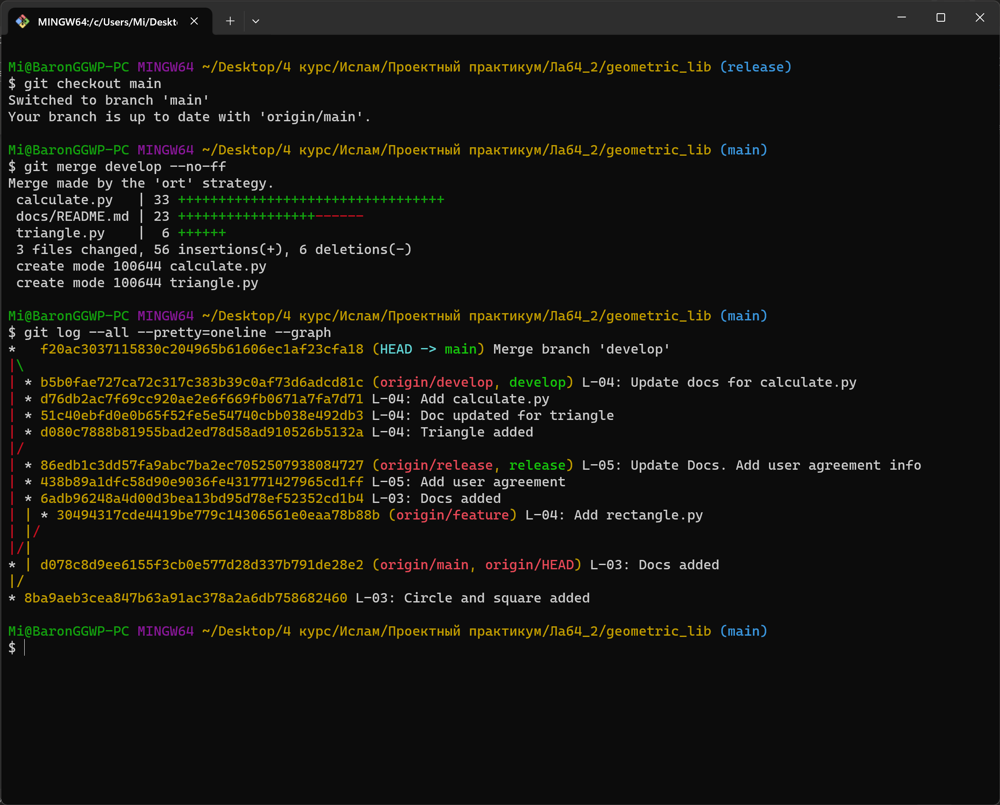 MINGW64:/c/Users/Mi/Deskt
Mi@BaronGGWP-PC MINGW64 ~/Desktop/4 курс/Ислам/Проектный практикум/Лаб4_2/geometric_lib (release)
$ git checkout main
Switched to branch 'main'
Your branch is up to date with 'origin/main'.
Mi@BaronGGWP-PC MINGW64 ~/Desktop/4 курс/Ислам/Проектный практикум/Лаб4_2/geometric_lib (main)
$ git merge develop --no-ff
Merge made by the 'ort' strategy.
 calculate.py   | 33 +++++++++++++++++++++++++++++++++
 docs/README.md | 23 +++++++++++++++++------
 triangle.py    |  6 ++++++
 3 files changed, 56 insertions(+), 6 deletions(-)
 create mode 100644 calculate.py
 create mode 100644 triangle.py
Mi@BaronGGWP-PC MINGW64 ~/Desktop/4 курс/Ислам/Проектный практикум/Лаб4_2/geometric_lib (main)
$ git log --all --pretty=oneline --graph
*   f20ac3037115830c204965b61606ec1af23cfa18 (HEAD -> main) Merge branch 'develop'
|\
| * b5b0fae727ca72c317c383b39c0af73d6adcd81c (origin/develop, develop) L-04: Update docs for calculate.py
| * d76db2ac7f69cc920ae2e6f669fb0671a7fa7d71 L-04: Add calculate.py
| * 51c40ebfd0e0b65f52fe5e54740cbb038e492db3 L-04: Doc updated for triangle
| * d080c7888b81955bad2ed78d58ad910526b5132a L-04: Triangle added
|/
| * 86edb1c3dd57fa9abc7ba2ec7052507938084727 (origin/release, release) L-05: Update Docs. Add user agreement info
| * 438b89a1dfc58d90e9036fe431771427965cd1ff L-05: Add user agreement
| * 6adb96248a4d00d3bea13bd95d78ef52352cd1b4 L-03: Docs added
| | * 30494317cde4419be779c14306561e0eaa78b88b (origin/feature) L-04: Add rectangle.py
| |/
|/|
* | d078c8d9ee6155f3cb0e577d28d337b791de28e2 (origin/main, origin/HEAD) L-03: Docs added
|/
* 8ba9aeb3cea847b63a91ac378a2a6db758682460 L-03: Circle and square added
Mi@BaronGGWP-PC MINGW64 ~/Desktop/4 курс/Ислам/Проектный практикум/Лаб4_2/geometric_lib (main)
$